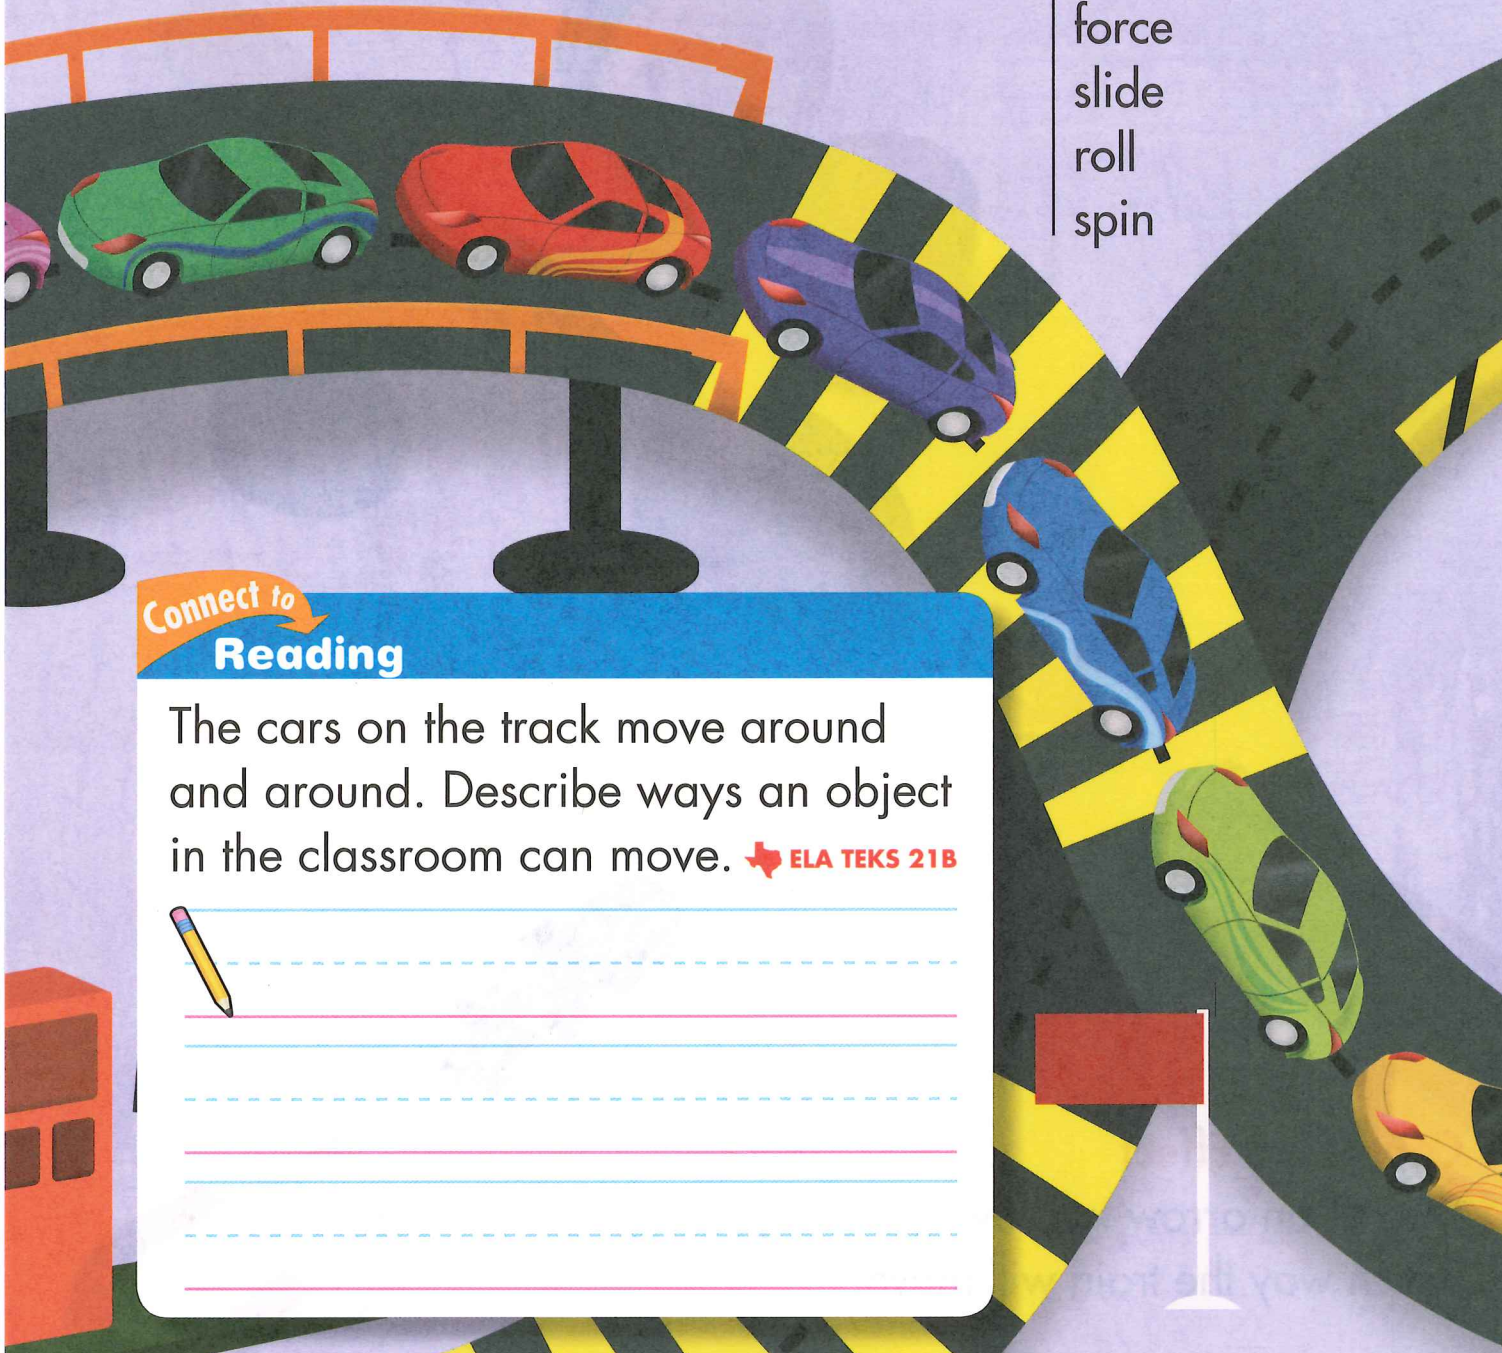 force
slide
roll
spin
Connect to
Reading
The cars on the track move around
and around. Describe ways an object
in the classroom can move. ELA TEKS 21B